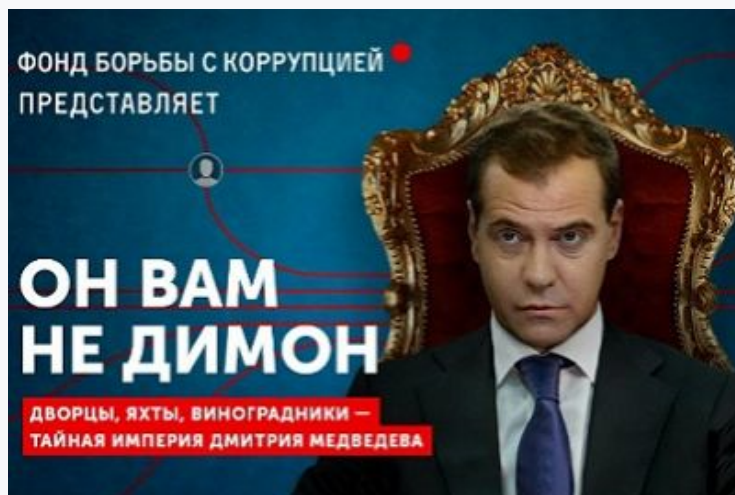 ФОНД БОРЬБЫ С КОРРУПЦИЕЙ
ПРЕДСТАВЛЯЕТ
ОН ВАМ
НЕ ДИМОН
ДВОРЦЫ, ЯХТЫ, ВИНОГРАДНИКИ —
ТАЙНАЯ ИМПЕРИЯ ДМИТРИЯ МЕДВЕДЕВА